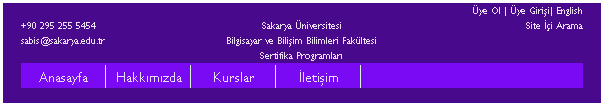 Üye Ol | Üye Girişi| English
+90 295 255 5454 Sakarya Üniversitesi Site İçi Arama
sabis@sakarya.edu.tr Bilgisayar ve Bilişim Bilimleri Fakültesi
Sertifika Programları
Anasayfa Hakkımızda Kurslar İletişim